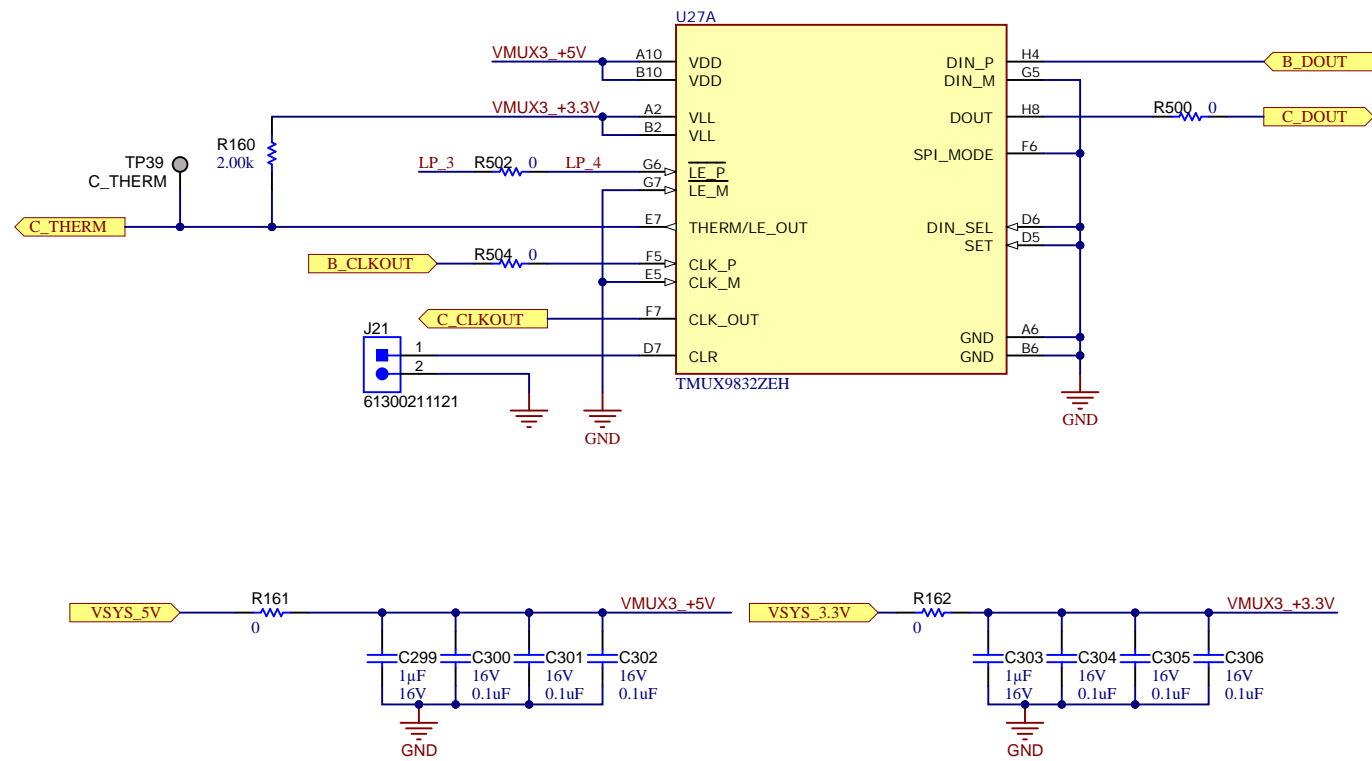 U27A
VMUX3_+5V A10 VDD DIN_P H4 B_DOUT
B10 VDD DIN_M G5
VMUX3_+3.3V A2 VLL DOUT H8 R500 0 C_DOUT
B2 VLL
R160
2.00k
SPI_MODE F6
TP39
C_THERM
LP_3 R502 0 LP_4 G6 LE_P
G7 LE_M
C_THERM E7 THERM/LE_OUT DIN_SEL D6
SET D5
B_CLKOUT R504 0 F5 CLK_P
E5 CLK_M
C_CLKOUT F7 CLK_OUT
J21
GND A6
1 D7 CLR GND B6
2
61300211121
TMUX9832ZEH
GND
GND
VSYS_5V R161 0 VMUX3_+5V
C299 1µF 16V
C300 16V 0.1uF
C301 16V 0.1uF
C302 16V 0.1uF
GND
VSYS_3.3V R162 0 VMUX3_+3.3V
C303 1µF 16V
C304 16V 0.1uF
C305 16V 0.1uF
C306 16V 0.1uF
GND